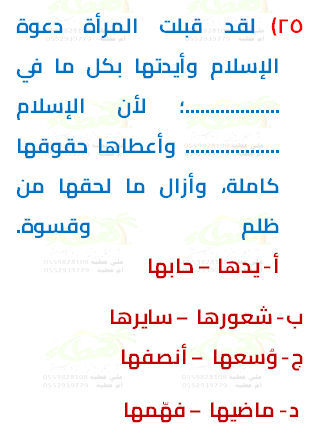 ٢٥) لقد قبلت المرأة دعوة
الإسلام وأيدتها بكل ما في
...................؛ لأن الإسلام
................... وأعطاها حقوقها
كاملة، وأزال ما لحقها من
ظلم وقسوة.
أ- يدها – حابها
ب- شعورها – سايرها
ج- وُسعها – أنصفها
د- ماضيها – فهّمها